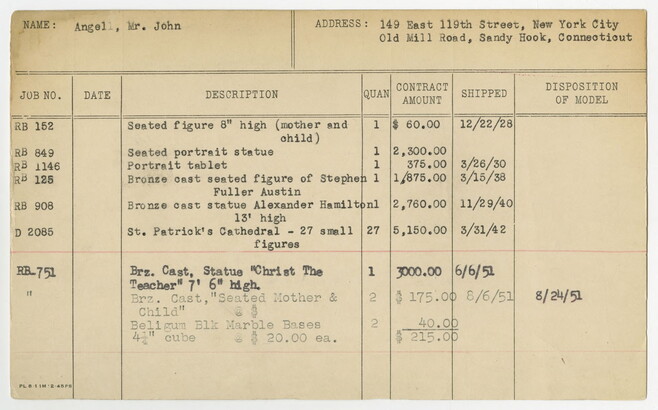 NAME: Angell, Mr. John ADDRESS: 149 East 119th Street, New York City
Old Mill Road, Sandy Hook, Connecticut
JOB NO. DATE DESCRIPTION QUAN CONTRACT AMOUNT SHIPPED DISPOSITION OF MODEL
RB 152 Seated figure 8" high (mother and 1 $ 60.00 12/22/28
child)
RB 849 Seated portrait statue 1 2,300.00
RB 1146 Portrait tablet 1 375.00 3/26/30
RB 128 Bronze cast seated figure of Stephen 1 1,875.00 3/15/38
Fuller Austin
RB 908 Bronze cast statue Alexander Hamilton 1 2,760.00 11/29/40
13' high
D 2085 St. Patrick's Cathedral - 27 small 27 5,150.00 3/31/42
figures
RB-751 Brz. Cast, Statue "Christ The 1 3000.00 6/6/51
Teacher" 7' 6" high.
" Brz. Cast,"Seated Mother & 2 $ 175.00 8/6/51 8/24/51
Child" @ $
Beligum Blk Marble Bases 2 40.00
4½" cube @ $ 20.00 ea. $ 215.00